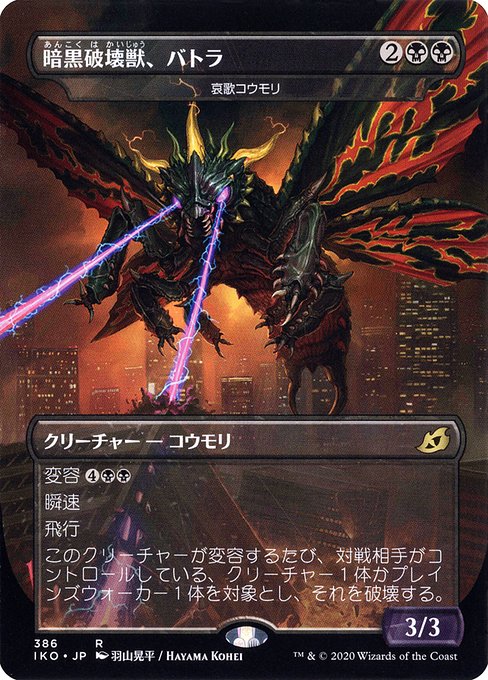 あんこくはかいじゅう
暗黒破壊獣、バトラ 2
哀歌コウモリ
クリーチャー — コウモリ
変容 4
瞬速
飛行
このクリーチャーが変容するたび、対戦相手がコ
ントロールしている、クリーチャー1体かプレイ
ンズウォーカー1体を対象とし、それを破壊する。
3/3
386 R
IKO • JP 羽山晃平 / HAYAMA KOHEI
™ & © 2020 Wizards of the Coast